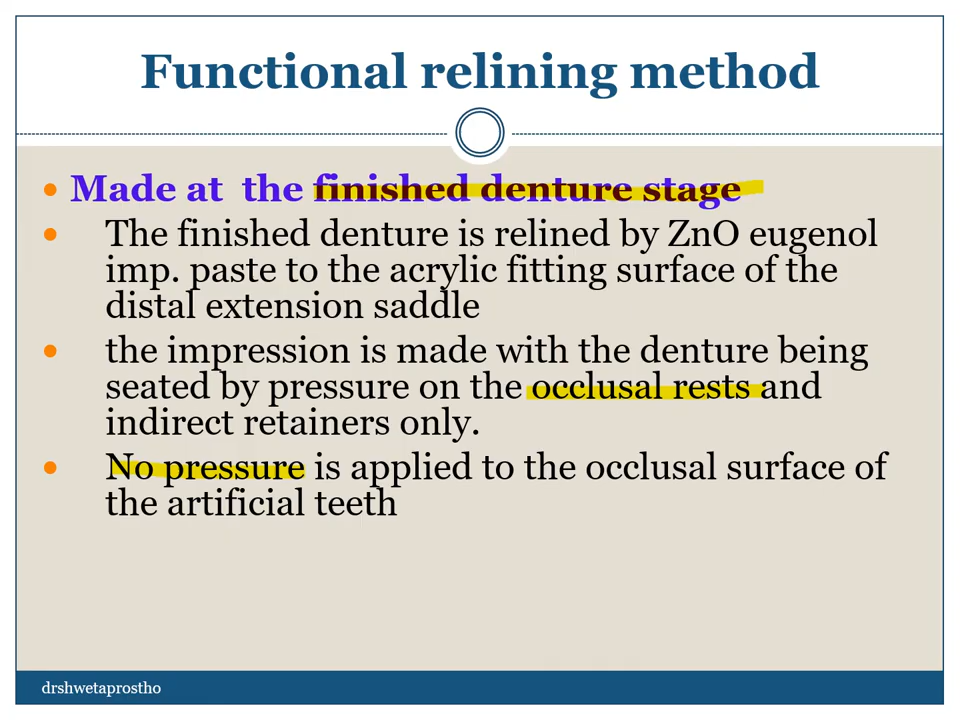 Functional relining method
Made at the finished denture stage
The finished denture is relined by ZnO eugenol
imp. paste to the acrylic fitting surface of the
distal extension saddle
the impression is made with the denture being
seated by pressure on the occlusal rests and
indirect retainers only.
No pressure is applied to the occlusal surface of
the artificial teeth
drshwetaprostho